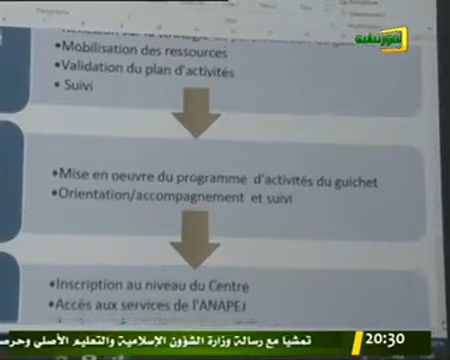 •Mobilisation des ressources
•Validation du plan d'activités
• Suivi
•Mise en oeuvre du programme d'activités du guichet
•Orientation/accompagnement et suivi
•Inscription au niveau du Centre
•Accès aux services de l'ANAPEJ
تمشيا مع رسالة وزارة الشؤون الإسلامية والتعليم الأصلي وحرصا
20:30